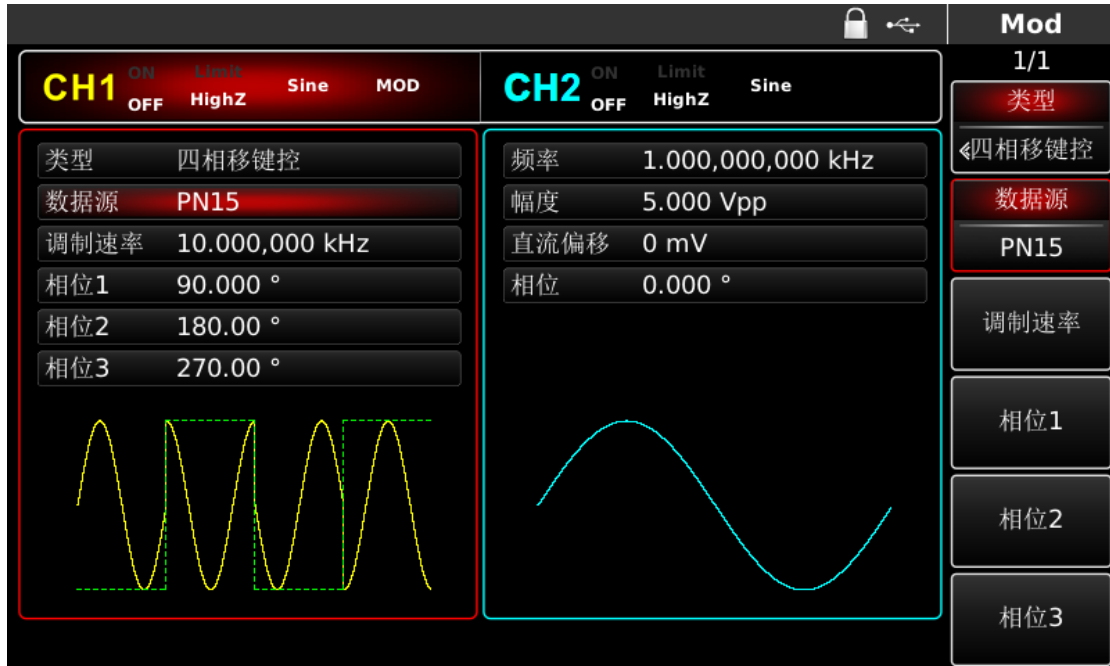 Mod
1/1
CH1 ON OFF Limit HighZ Sine MOD
CH2 ON OFF Limit HighZ Sine
类型 四相移键控
数据源 PN15
调制速率 10.000,000 kHz
相位1 90.000 °
相位2 180.00 °
相位3 270.00 °
频率 1.000,000,000 kHz
幅度 5.000 Vpp
直流偏移 0 mV
相位 0.000 °
类型
«四相移键控
数据源
PN15
调制速率
相位1
相位2
相位3